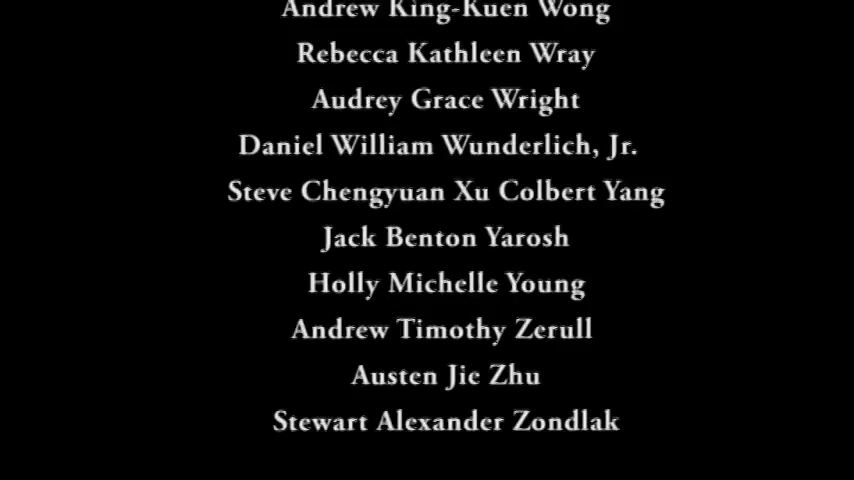 Andrew King-Kuen Wong
Rebecca Kathleen Wray
Audrey Grace Wright
Daniel William Wunderlich, Jr.
Steve Chengyuan Xu Colbert Yang
Jack Benton Yarosh
Holly Michelle Young
Andrew Timothy Zerull
Austen Jie Zhu
Stewart Alexander Zondlak